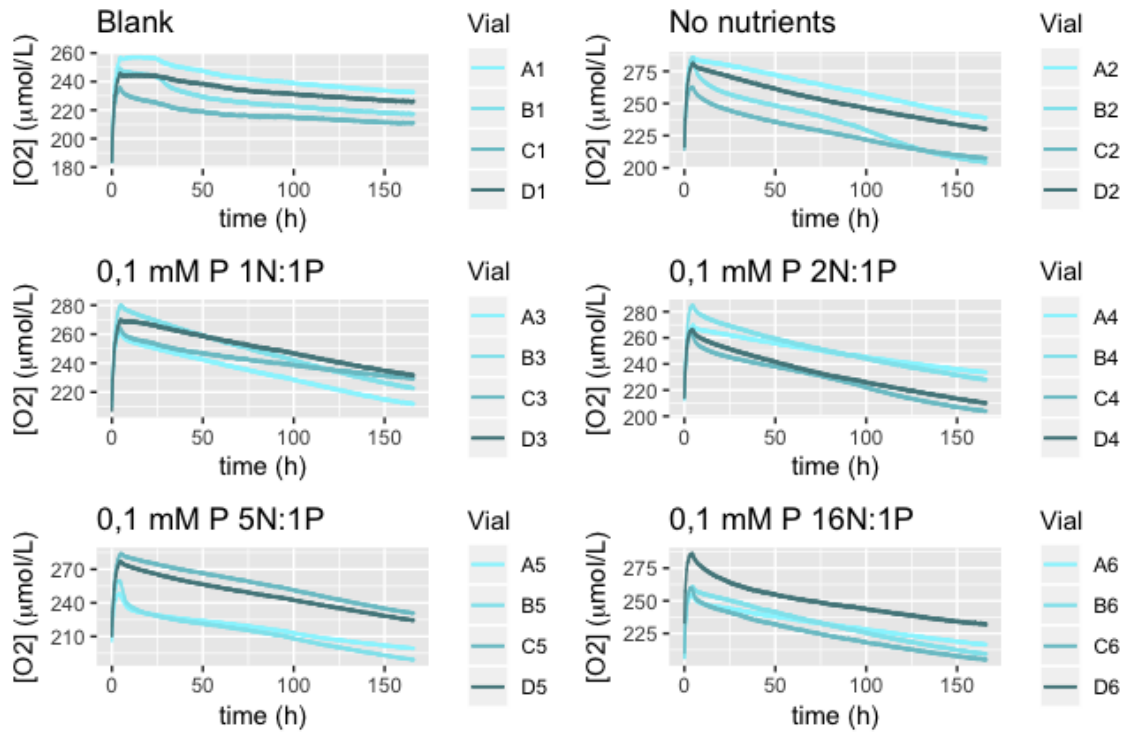 Blank
Vial
260
240
220
200
180
[O2] (μmol/L)
0 50 100 150
time (h)
A1
B1
C1
D1
No nutrients
Vial
275
250
225
200
[O2] (μmol/L)
0 50 100 150
time (h)
A2
B2
C2
D2
0,1 mM P 1N:1P
Vial
280
260
240
220
[O2] (μmol/L)
0 50 100 150
time (h)
A3
B3
C3
D3
0,1 mM P 2N:1P
Vial
280
260
240
220
200
[O2] (μmol/L)
0 50 100 150
time (h)
A4
B4
C4
D4
0,1 mM P 5N:1P
Vial
270
240
210
[O2] (μmol/L)
0 50 100 150
time (h)
A5
B5
C5
D5
0,1 mM P 16N:1P
Vial
275
250
225
[O2] (μmol/L)
0 50 100 150
time (h)
A6
B6
C6
D6